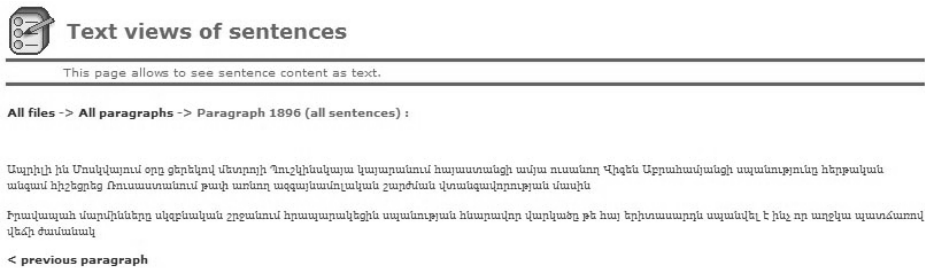 Text views of sentences
This page allows to see sentence content as text.
All files -> All paragraphs -> Paragraph 1896 (all sentences) :
Ապրիլի ին Մոսկվայում օրը ցերեկով մետրոյի Պուշկինսկայա կայարանում հայաստանցի ամյա ուսանող Վիգեն Աբրահամյանցի սպանությունը հերթական
անգամ հիշեցրեց Ռուսաստանում թափ առնող ազգայնամոլական շարժման վտանգավորության մասին
Իրավապահ մարմինները սկզբնական շրջանում հրապարակեցին սպանության հնարավոր վարկածը թե հայ երիտասարդն սպանվել է ինչ որ աղջկա պատճառով
վեճի ժամանակ
< previous paragraph